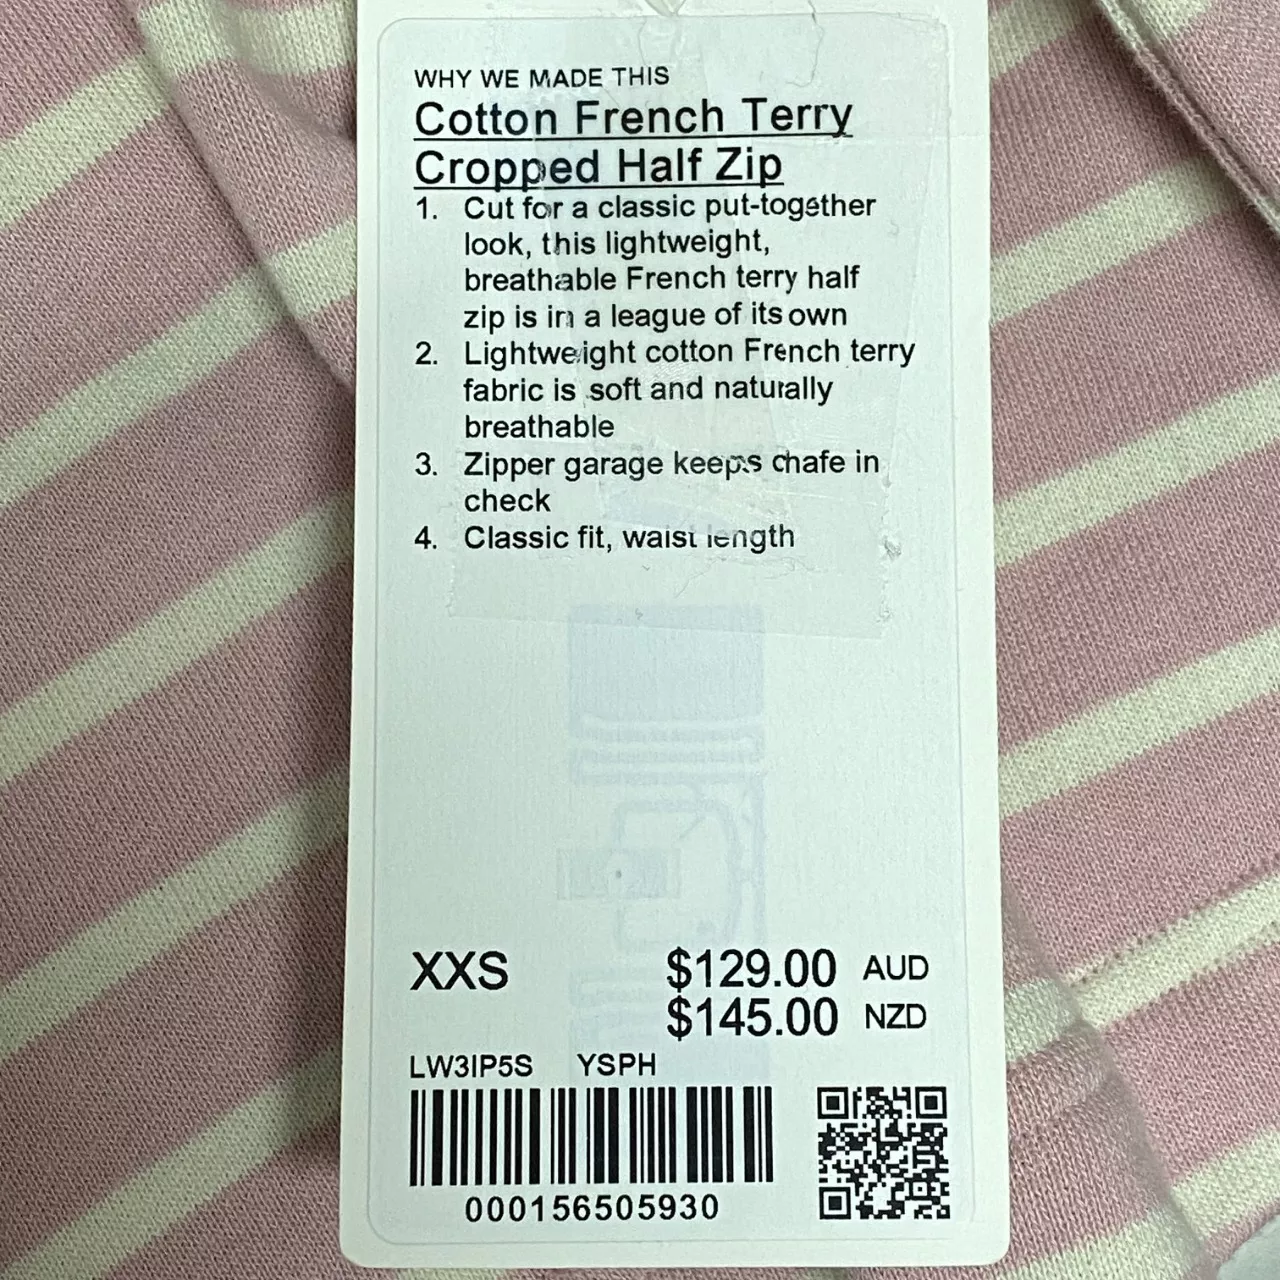 WHY WE MADE THIS
Cotton French Terry
Cropped Half Zip
1. Cut for a classic put-together
look, this lightweight,
breathable French terry half
zip is in a league of its own
2. Lightweight cotton French terry
fabric is soft and naturally
breathable
3. Zipper garage keeps chafe in
check
4. Classic fit, waist length
XXS $129.00 AUD
$145.00 NZD
LW3IP5S YSPH
000156505930